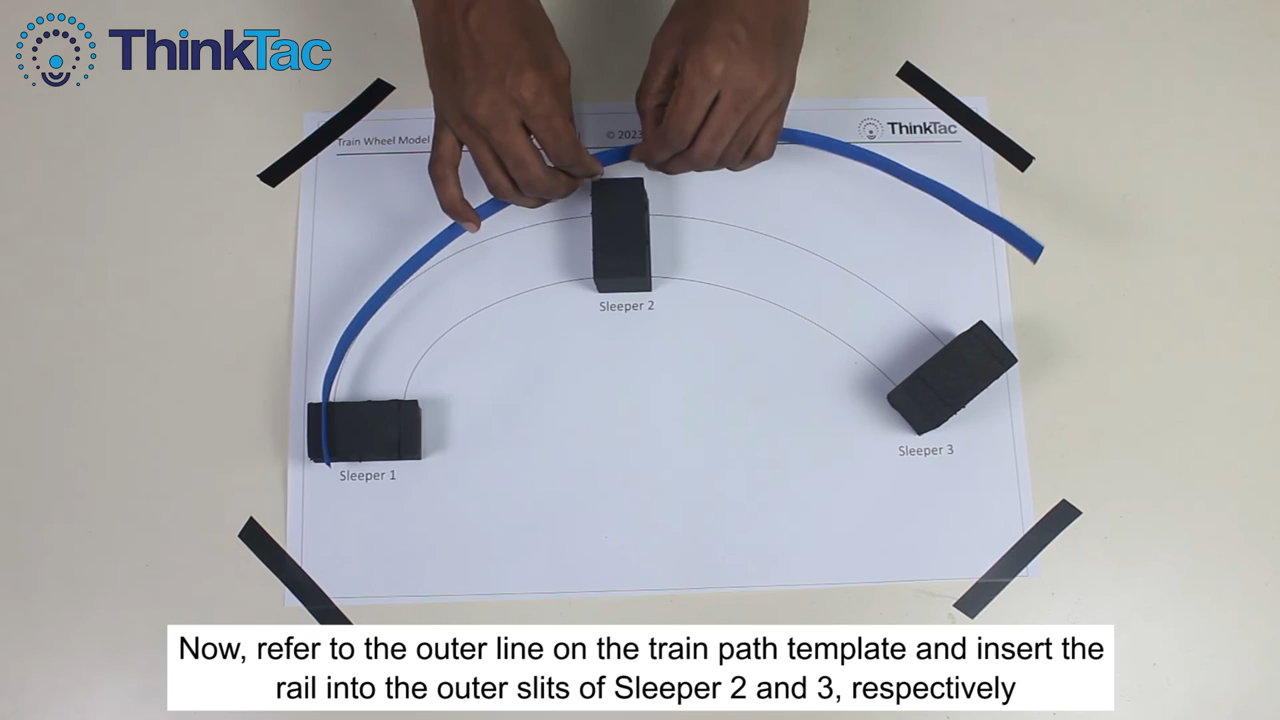 ThinkTac
Train Wheel Model © 2023 ThinkTac
Sleeper 2
Sleeper 3
Sleeper 1
Now, refer to the outer line on the train path template and insert the
rail into the outer slits of Sleeper 2 and 3, respectively